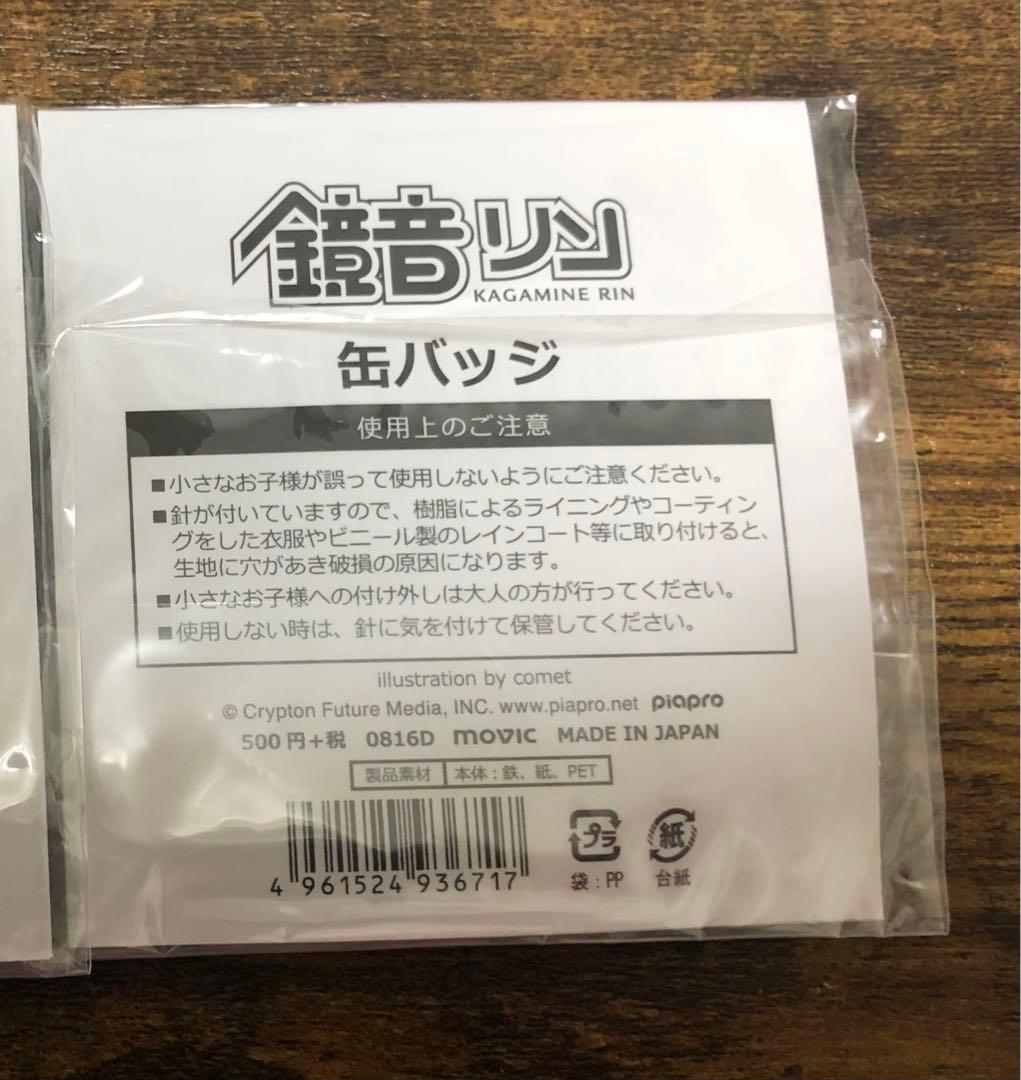 鏡音リン
KAGAMINE RIN
缶バッジ
使用上のご注意
■小さなお子様が誤って使用しないようにご注意ください。
■針が付いていますので、樹脂によるライニングやコーティン
グをした衣服やビニール製のレインコート等に取り付けると、
生地に穴があき破損の原因になります。
■小さなお子様への付け外しは大人の方が行ってください。
■使用しない時は、針に気を付けて保管してください。
illustration by comet
© Crypton Future Media, INC. www.piapro.net piapro
500円+税 0816D movic MADE IN JAPAN
製品素材 本体:鉄、紙、PET
4 961524 936717
プラ 紙
袋:PP 台紙